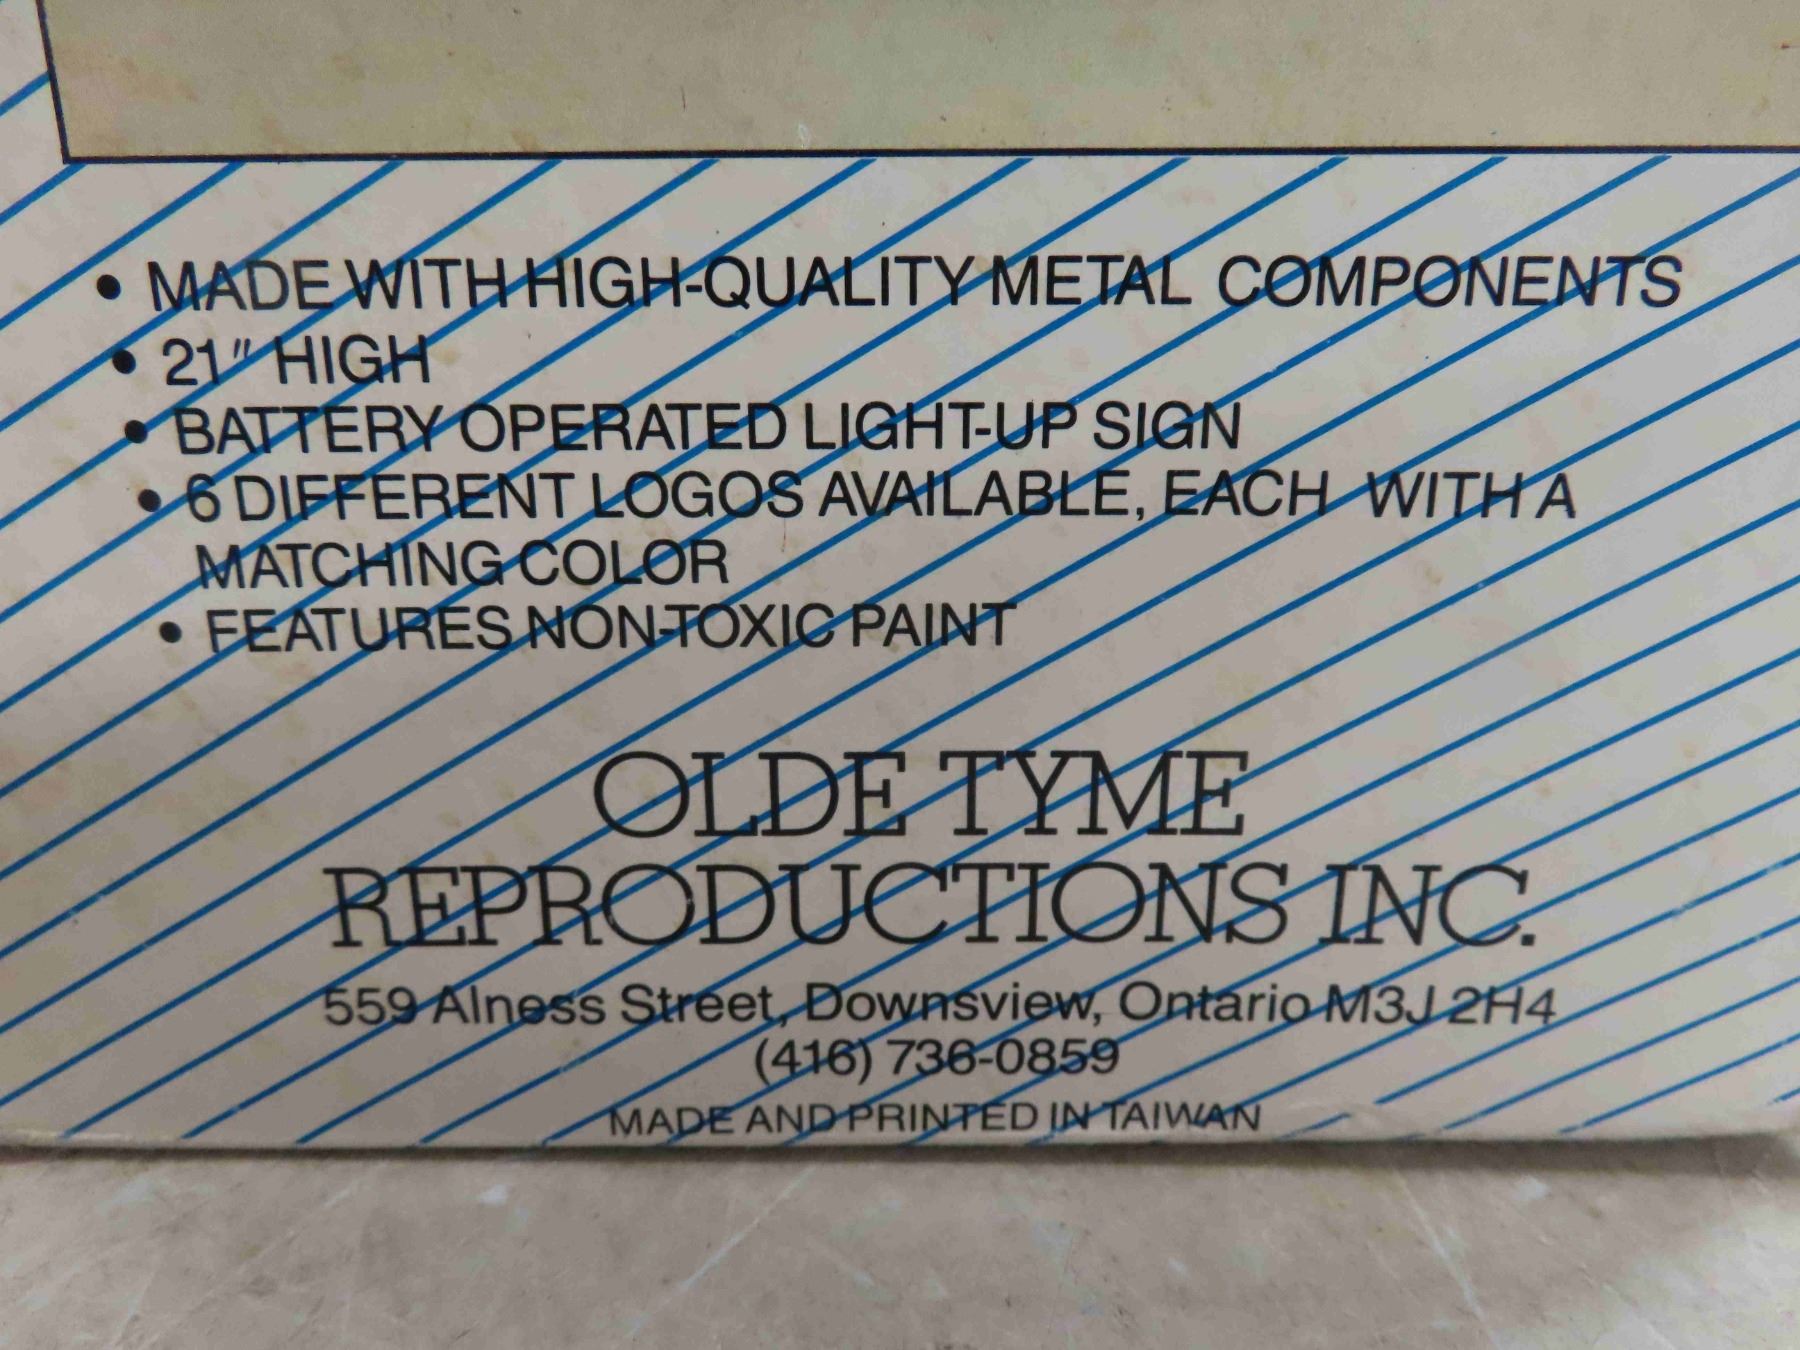 • MADE WITH HIGH-QUALITY METAL COMPONENTS
• 21" HIGH
• BATTERY OPERATED LIGHT-UP SIGN
• 6 DIFFERENT LOGOS AVAILABLE, EACH WITH A
MATCHING COLOR
• FEATURES NON-TOXIC PAINT
OLDE TYME
REPRODUCTIONS INC.
559 Alness Street, Downsview, Ontario M3J 2H4
(416) 736-0859
MADE AND PRINTED IN TAIWAN